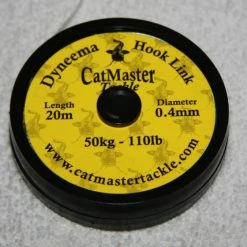 Dyneema Hook Link
CatMaster
Tackle
Length
20m
Diameter
0.4mm
50kg - 110lb
www.catmastertackle.com